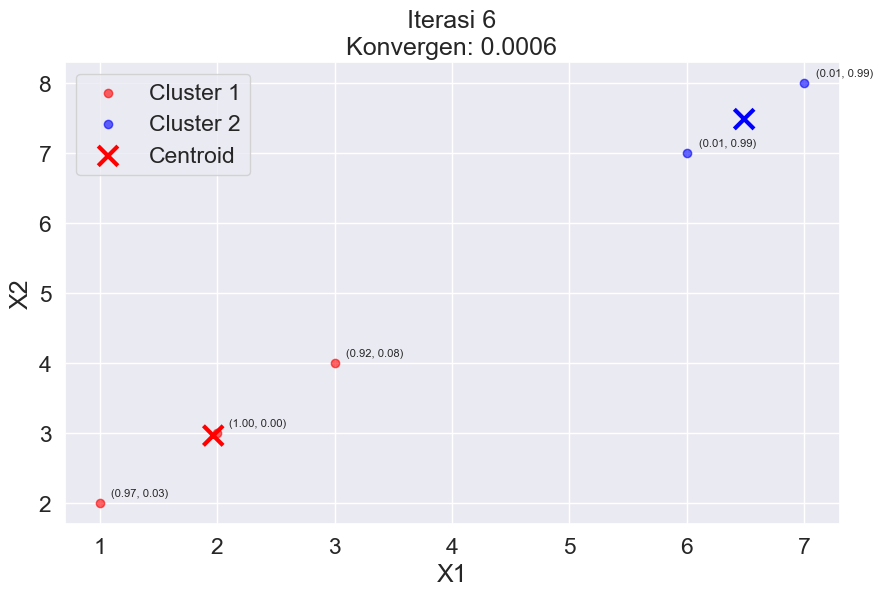 Iterasi 6
Konvergen: 0.0006
Cluster 1
Cluster 2
Centroid
(0.01, 0.99)
(0.01, 0.99)
(0.92, 0.08)
(1.00, 0.00)
(0.97, 0.03)
8
7
6
5
4
3
2
X2
1 2 3 4 5 6 7
X1